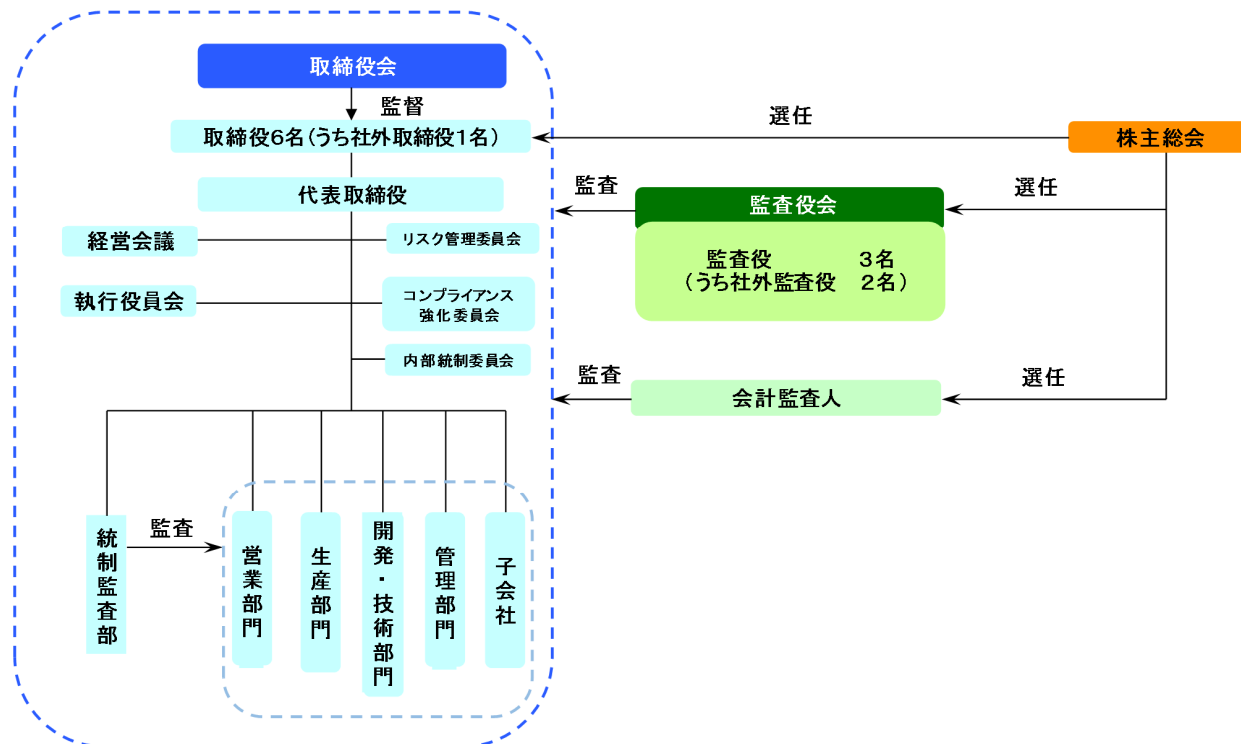 取締役会
監督
取締役6名(うち社外取締役1名)
選任
株主総会
代表取締役
監査
監査役会
選任
監査役 3名
(うち社外監査役 2名)
経営会議
リスク管理委員会
執行役員会
コンプライアンス
強化委員会
内部統制委員会
監査
会計監査人
選任
統制監査部
監査
営業部門
生産部門
開発・技術部門
管理部門
子会社